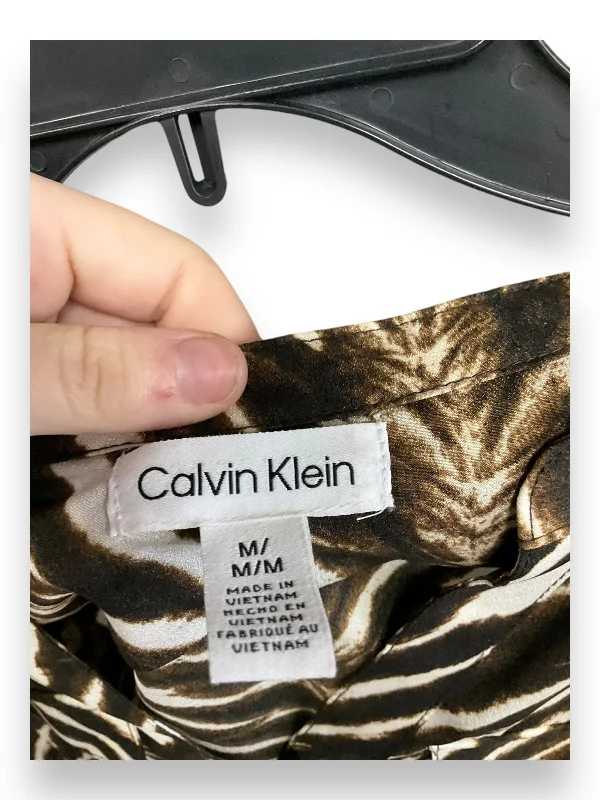 Calvin Klein
M/
M/M
MADE IN
VIETNAM
HECHO EN
VIETNAM
FABRIQUÉ AU
VIETNAM